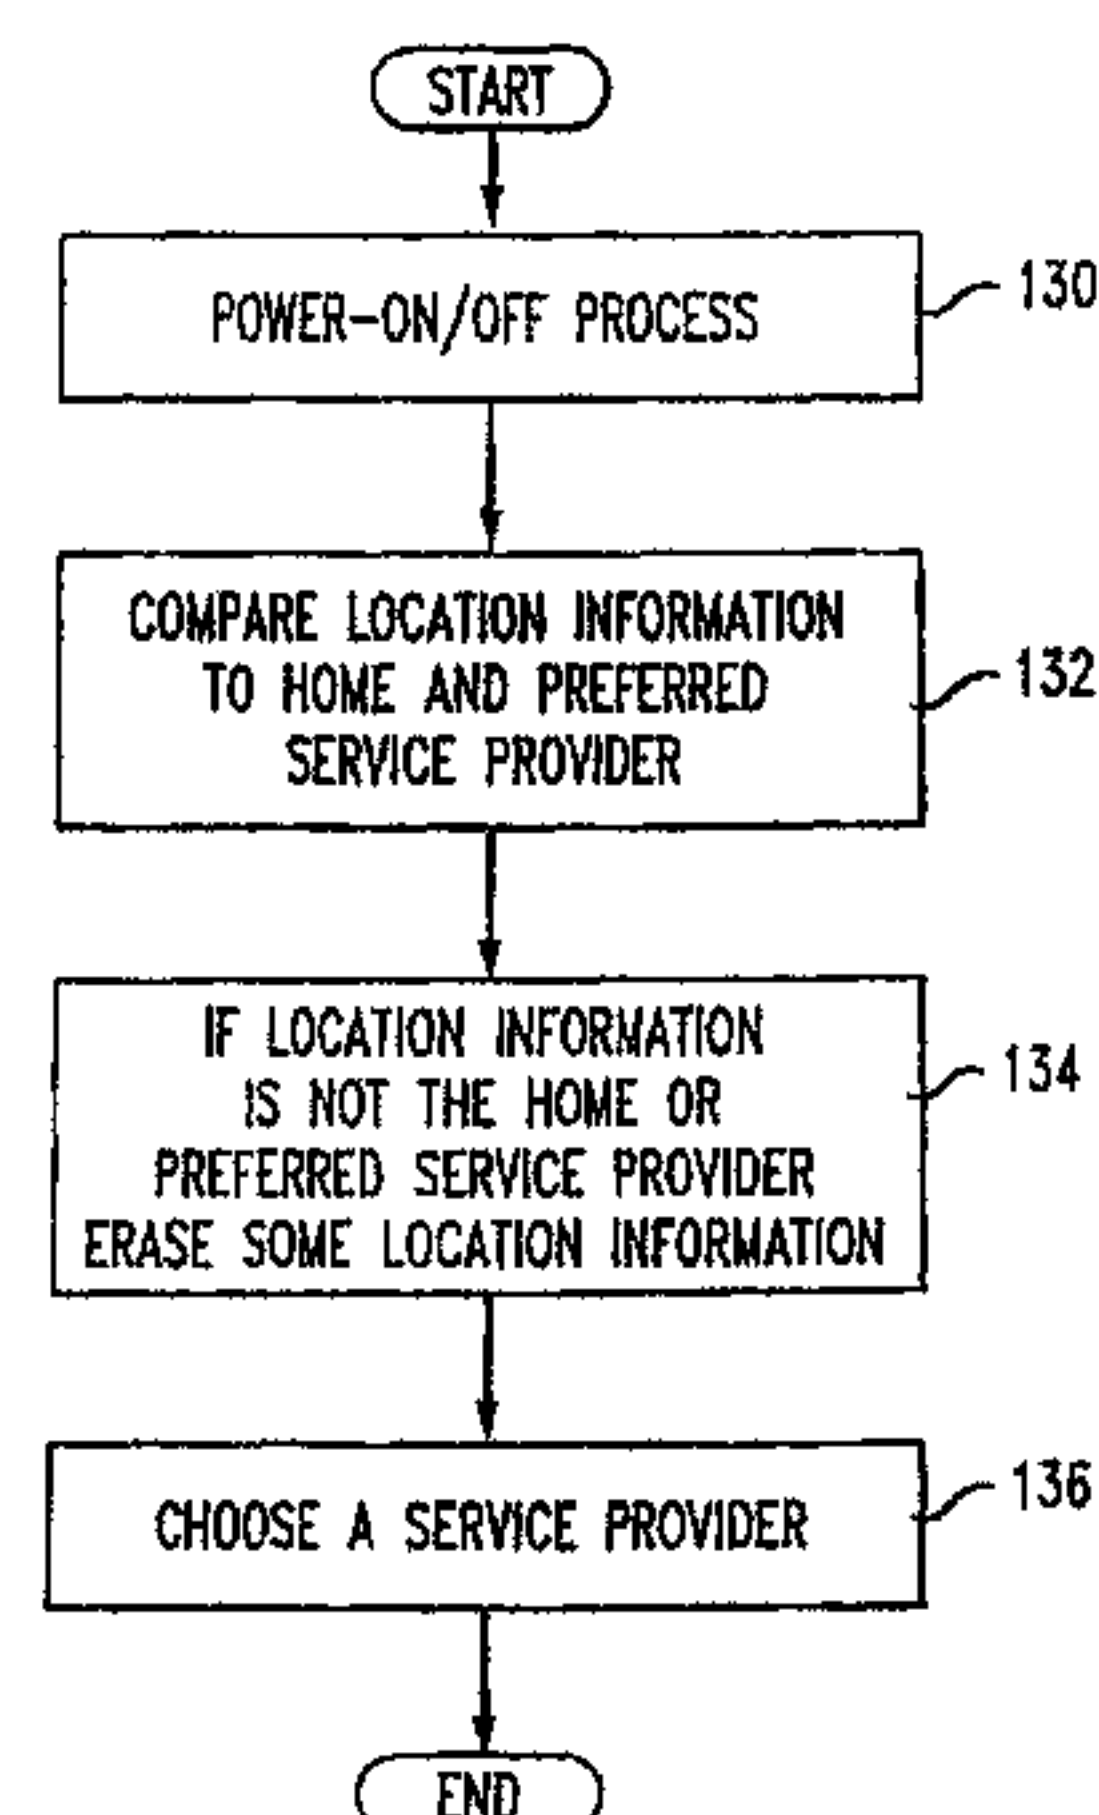 START
POWER-ON/OFF PROCESS
130
COMPARE LOCATION INFORMATION
TO HOME AND PREFERRED
SERVICE PROVIDER
132
IF LOCATION INFORMATION
IS NOT THE HOME OR
PREFERRED SERVICE PROVIDER
ERASE SOME LOCATION INFORMATION
134
CHOOSE A SERVICE PROVIDER
136
END